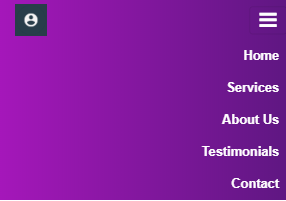 Home
Services
About Us
Testimonials
Contact